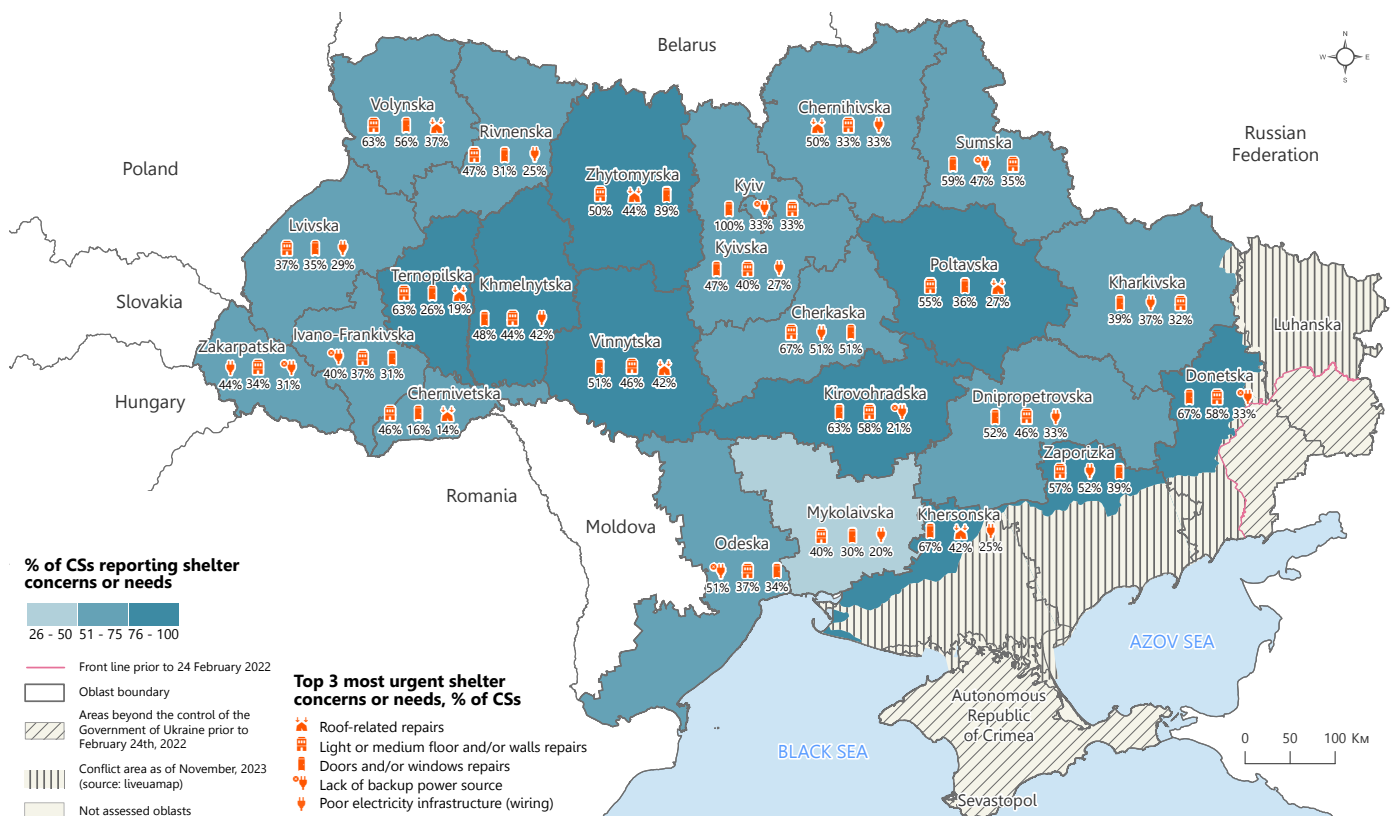 Belarus
N
W E
S
Russian
Federation
Poland
Volynska
63% 56% 37%
Rivnenska
47% 31% 25%
Zhytomyrska
50% 44% 39%
Chernihivska
50% 33% 33%
Sumska
59% 47% 35%
Kyiv
100% 33% 33%
Kyivska
47% 40% 27%
Lvivska
37% 35% 29%
Ternopilska
63% 26% 19%
Khmelnytska
48% 44% 42%
Poltavska
55% 36% 27%
Kharkivska
39% 37% 32%
Luhanska
Slovakia
Cherkaska
67% 51% 51%
Vinnytska
51% 46% 42%
Zakarpatska
44% 34% 31%
Ivano-Frankivska
40% 37% 31%
Chernivetska
46% 16% 14%
Hungary
Kirovohradska
63% 58% 21%
Dnipropetrovska
52% 46% 33%
Donetska
67% 58% 33%
Zaporizka
57% 52% 39%
Romania
Moldova
Mykolaivska
40% 30% 20%
Khersonska
67% 42% 25%
Odeska
51% 37% 34%
AZOV SEA
BLACK SEA
Autonomous
Republic
of Crimea
Sevastopol
0 50 100 Км
% of CSs reporting shelter
concerns or needs
26 - 50 51 - 75 76 - 100
Front line prior to 24 February 2022
Oblast boundary
Areas beyond the control of the
Government of Ukraine prior to
February 24th, 2022
Conflict area as of November, 2023
(source: liveuamap)
Not assessed oblasts
Top 3 most urgent shelter
concerns or needs, % of CSs
Roof-related repairs
Light or medium floor and/or walls repairs
Doors and/or windows repairs
Lack of backup power source
Poor electricity infrastructure (wiring)